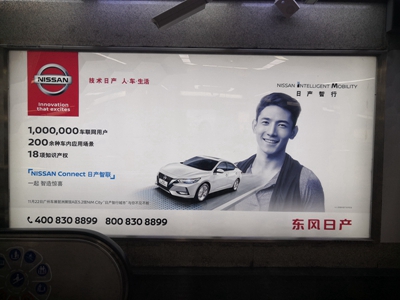 NISSAN
Innovation
that excites
技术日产 人·车·生活
NISSAN INTELLIGENT MOBILITY
日产智行
1,000,000车联网用户
200余种车内应用场景
18项知识产权
「NISSAN Connect 日产智联」
一起 智造惊喜
400 830 8899 800 830 8899
东风日产